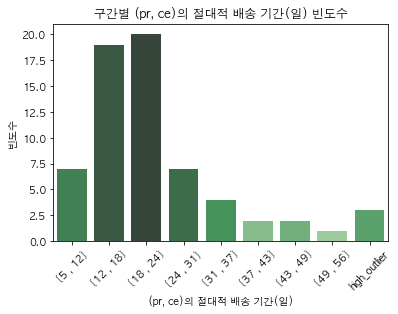 구간별 (pr, ce)의 절대적 배송 기간(일) 빈도수
20.0
17.5
15.0
12.5
10.0
7.5
5.0
2.5
0.0
빈도수
(5 , 12)
(12 , 18)
(18 , 24)
(24 , 31)
(31 , 37)
(37 , 43)
(43 , 49)
(49 , 56)
hgh_outlier
(pr, ce)의 절대적 배송 기간(일)